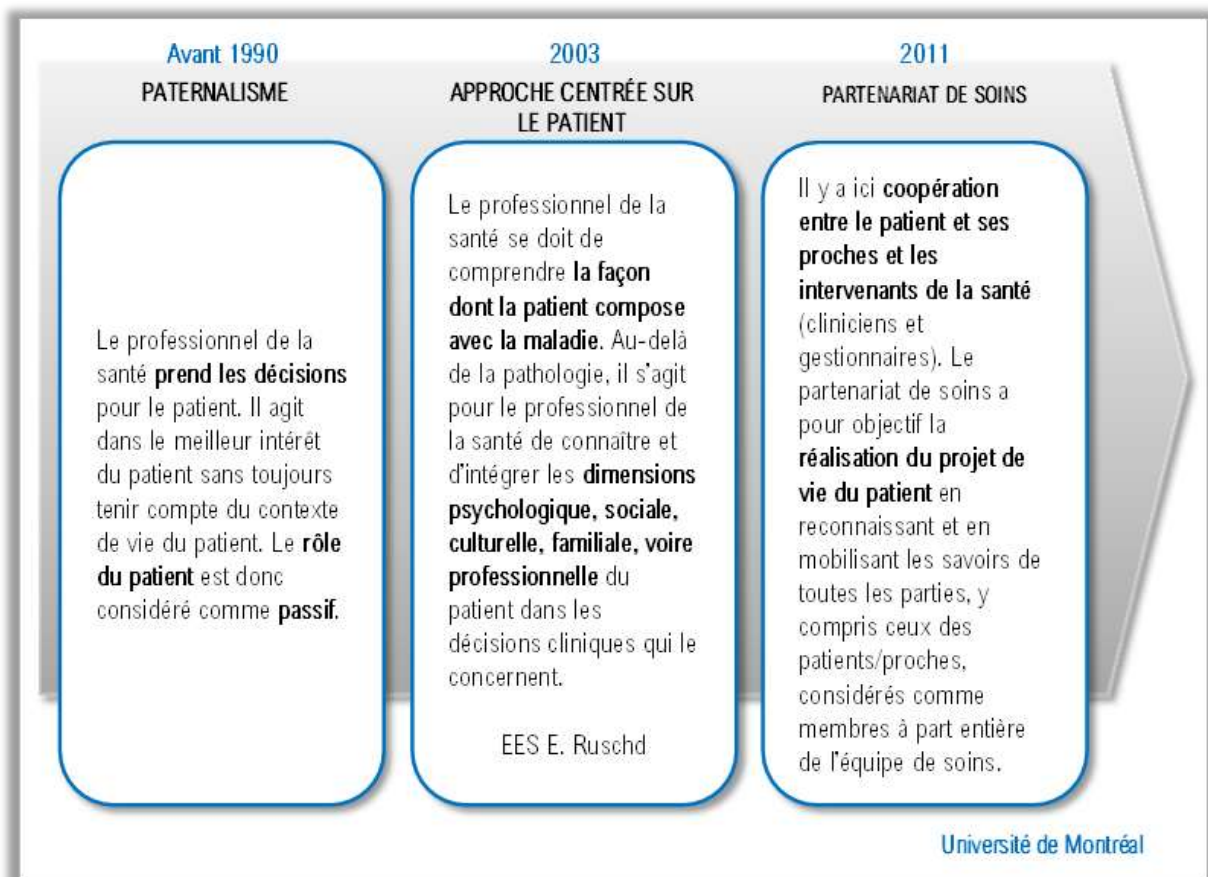 Avant 1990
PATERNALISME
Le professionnel de la
santé prend les décisions
pour le patient. Il agit
dans le meilleur intérêt
du patient sans toujours
tenir compte du contexte
de vie du patient. Le rôle
du patient est donc
considéré comme passif.
2003
APPROCHE CENTRÉE SUR
LE PATIENT
Le professionnel de la
santé se doit de
comprendre la façon
dont la patient compose
avec la maladie. Au-delà
de la pathologie, il s'agit
pour le professionnel de
la santé de connaître et
d'intégrer les dimensions
psychologique, sociale,
culturelle, familiale, voire
professionnelle du
patient dans les
décisions cliniques qui le
concernent.
EES E. Ruschd
2011
PARTENARIAT DE SOINS
Il y a ici coopération
entre le patient et ses
proches et les
intervenants de la santé
(cliniciens et
gestionnaires). Le
partenariat de soins a
pour objectif la
réalisation du projet de
vie du patient en
reconnaissant et en
mobilisant les savoirs de
toutes les parties, y
compris ceux des
patients/proches,
considérés comme
membres à part entière
de l'équipe de soins.
Université de Montréal